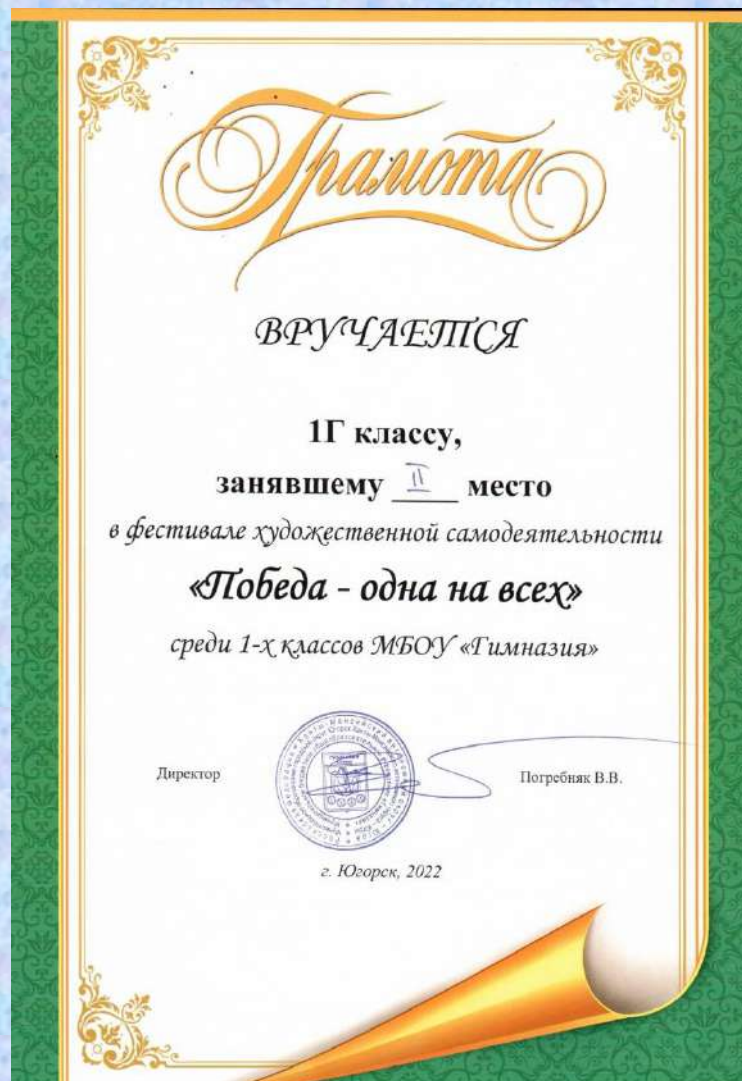 Грамота
ВРУЧАЕТСЯ
1Г классу,
занявшему II место
в фестивале художественной самодеятельности
«Победа - одна на всех»
среди 1-х классов МБОУ «Гимназия»
Директор
Погребняк В.В.
г. Югорск, 2022